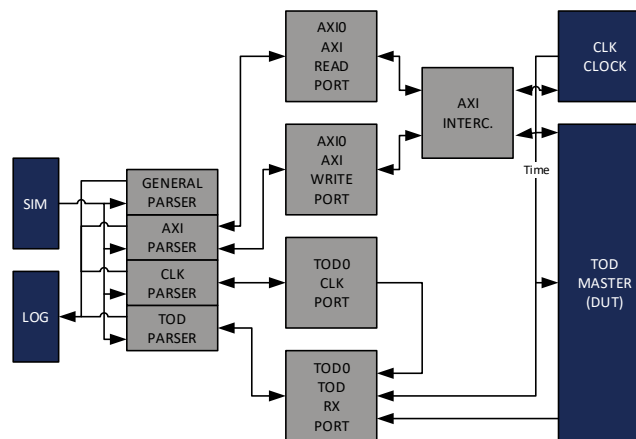 AXI0
AXI
READ
PORT
CLK
CLOCK
AXI
INTERC.
AXI0
AXI
WRITE
PORT
Time
SIM
GENERAL
PARSER
AXI
PARSER
CLK
PARSER
TOD
PARSER
LOG
TOD0
CLK
PORT
TOD
MASTER
(DUT)
TOD0
TOD
RX
PORT